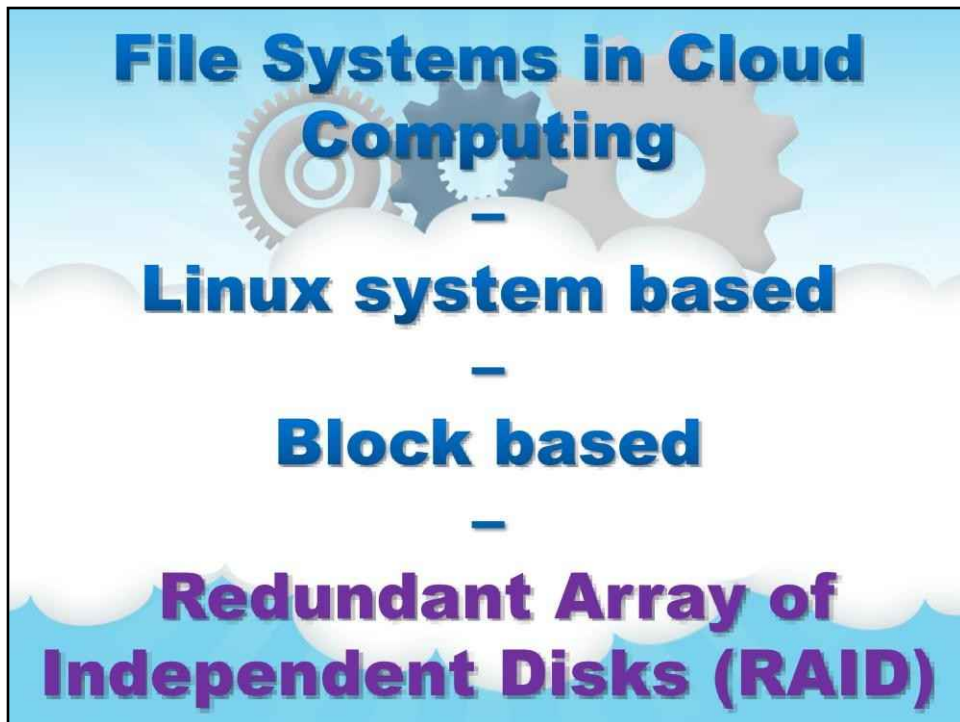 File Systems in Cloud
Computing
–
Linux system based
–
Block based
–
Redundant Array of
Independent Disks (RAID)